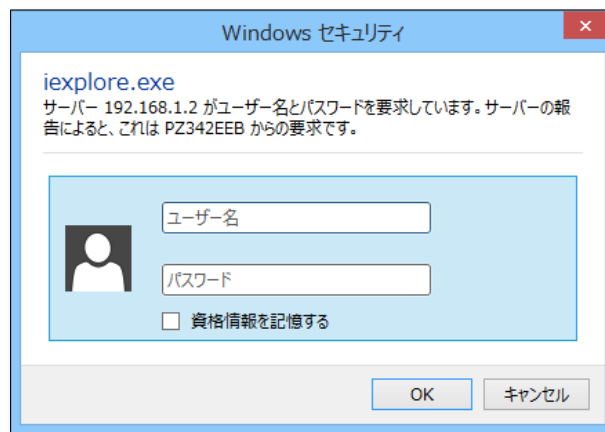 Windows セキュリティ
iexplore.exe
サーバー 192.168.1.2 がユーザー名とパスワードを要求しています。サーバーの報
告によると、これは PZ342EEB からの要求です。
ユーザー名
パスワード
資格情報を記憶する
OK
キャンセル